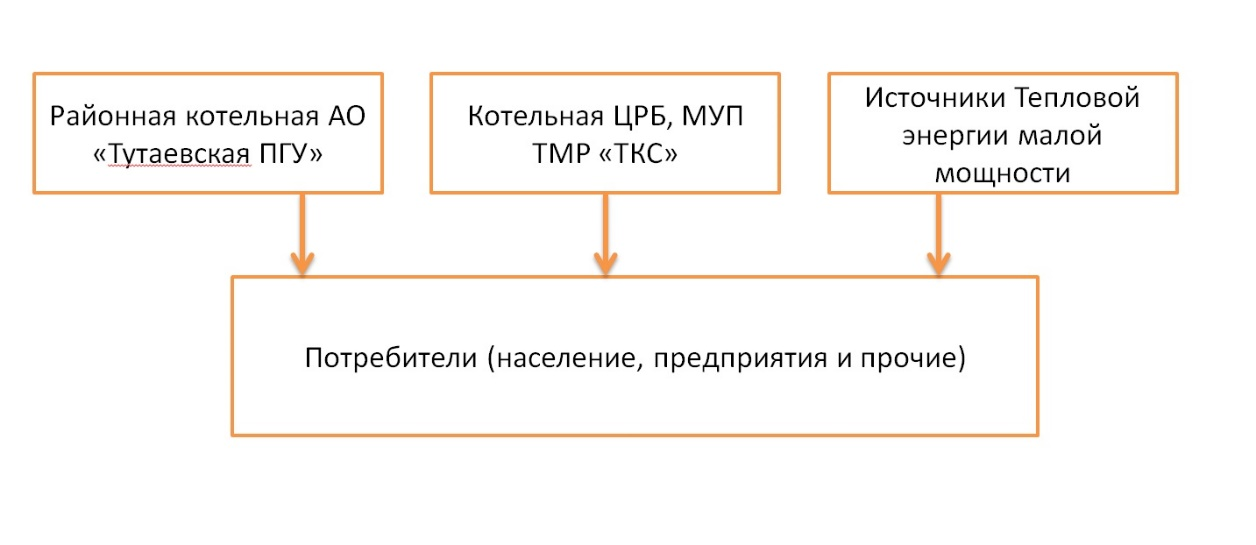 Районная котельная АО
«Тутаевская ПГУ»
Котельная ЦРБ, МУП
ТМР «ТКС»
Источники Тепловой
энергии малой
мощности
Потребители (население, предприятия и прочие)